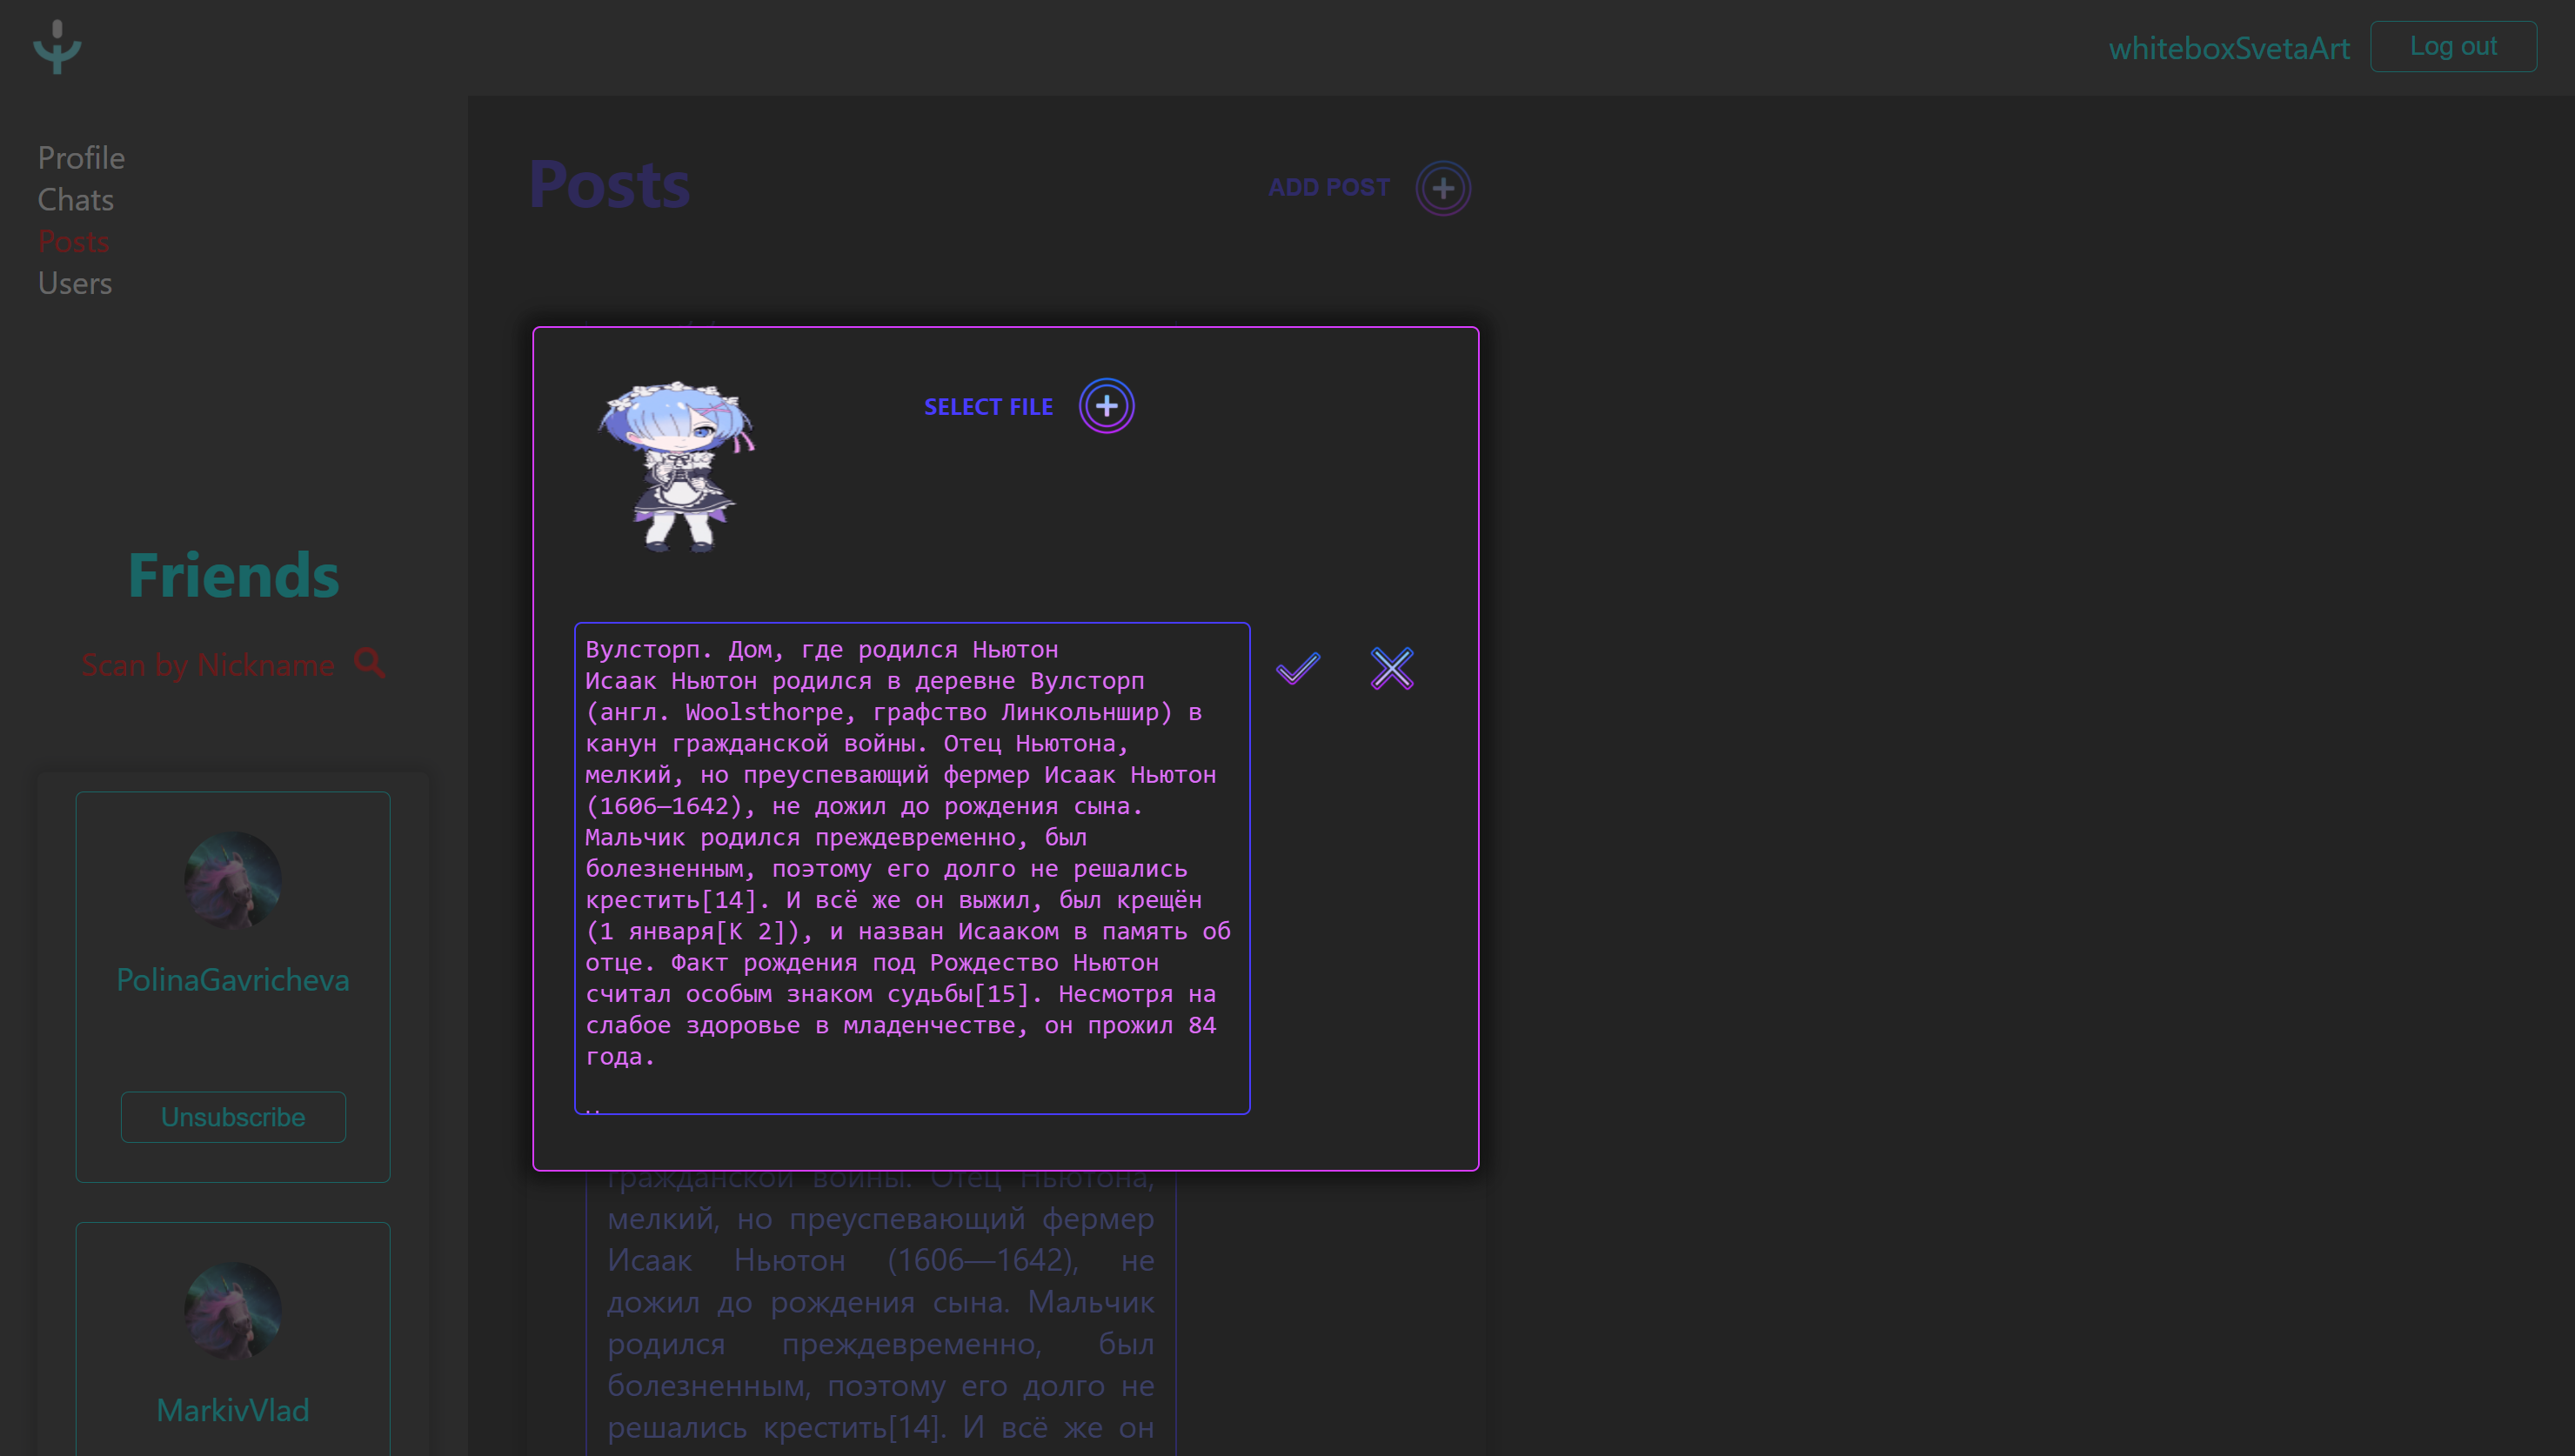 whiteboxSvetaArt
Log out
Profile
Chats
Posts
Users
Friends
Scan by Nickname
PolinaGavricheva
Unsubscribe
MarkivVlad
Posts
ADD POST
SELECT FILE
Вулсторп. Дом, где родился Ньютон
Исаак Ньютон родился в деревне Вулсторп
(англ. Woolsthorpe, графство Линкольншир) в
канун гражданской войны. Отец Ньютона,
мелкий, но преуспевающий фермер Исаак Ньютон
(1606—1642), не дожил до рождения сына.
Мальчик родился преждевременно, был
болезненным, поэтому его долго не решались
крестить[14]. И всё же он выжил, был крещён
(1 января[K 2]), и назван Исааком в память об
отце. Факт рождения под Рождество Ньютон
считал особым знаком судьбы[15]. Несмотря на
слабое здоровье в младенчестве, он прожил 84
года.
гражданской войны. Отец Ньютона,
мелкий, но преуспевающий фермер
Исаак Ньютон (1606—1642), не
дожил до рождения сына. Мальчик
родился преждевременно, был
болезненным, поэтому его долго не
решались крестить[14]. И всё же он